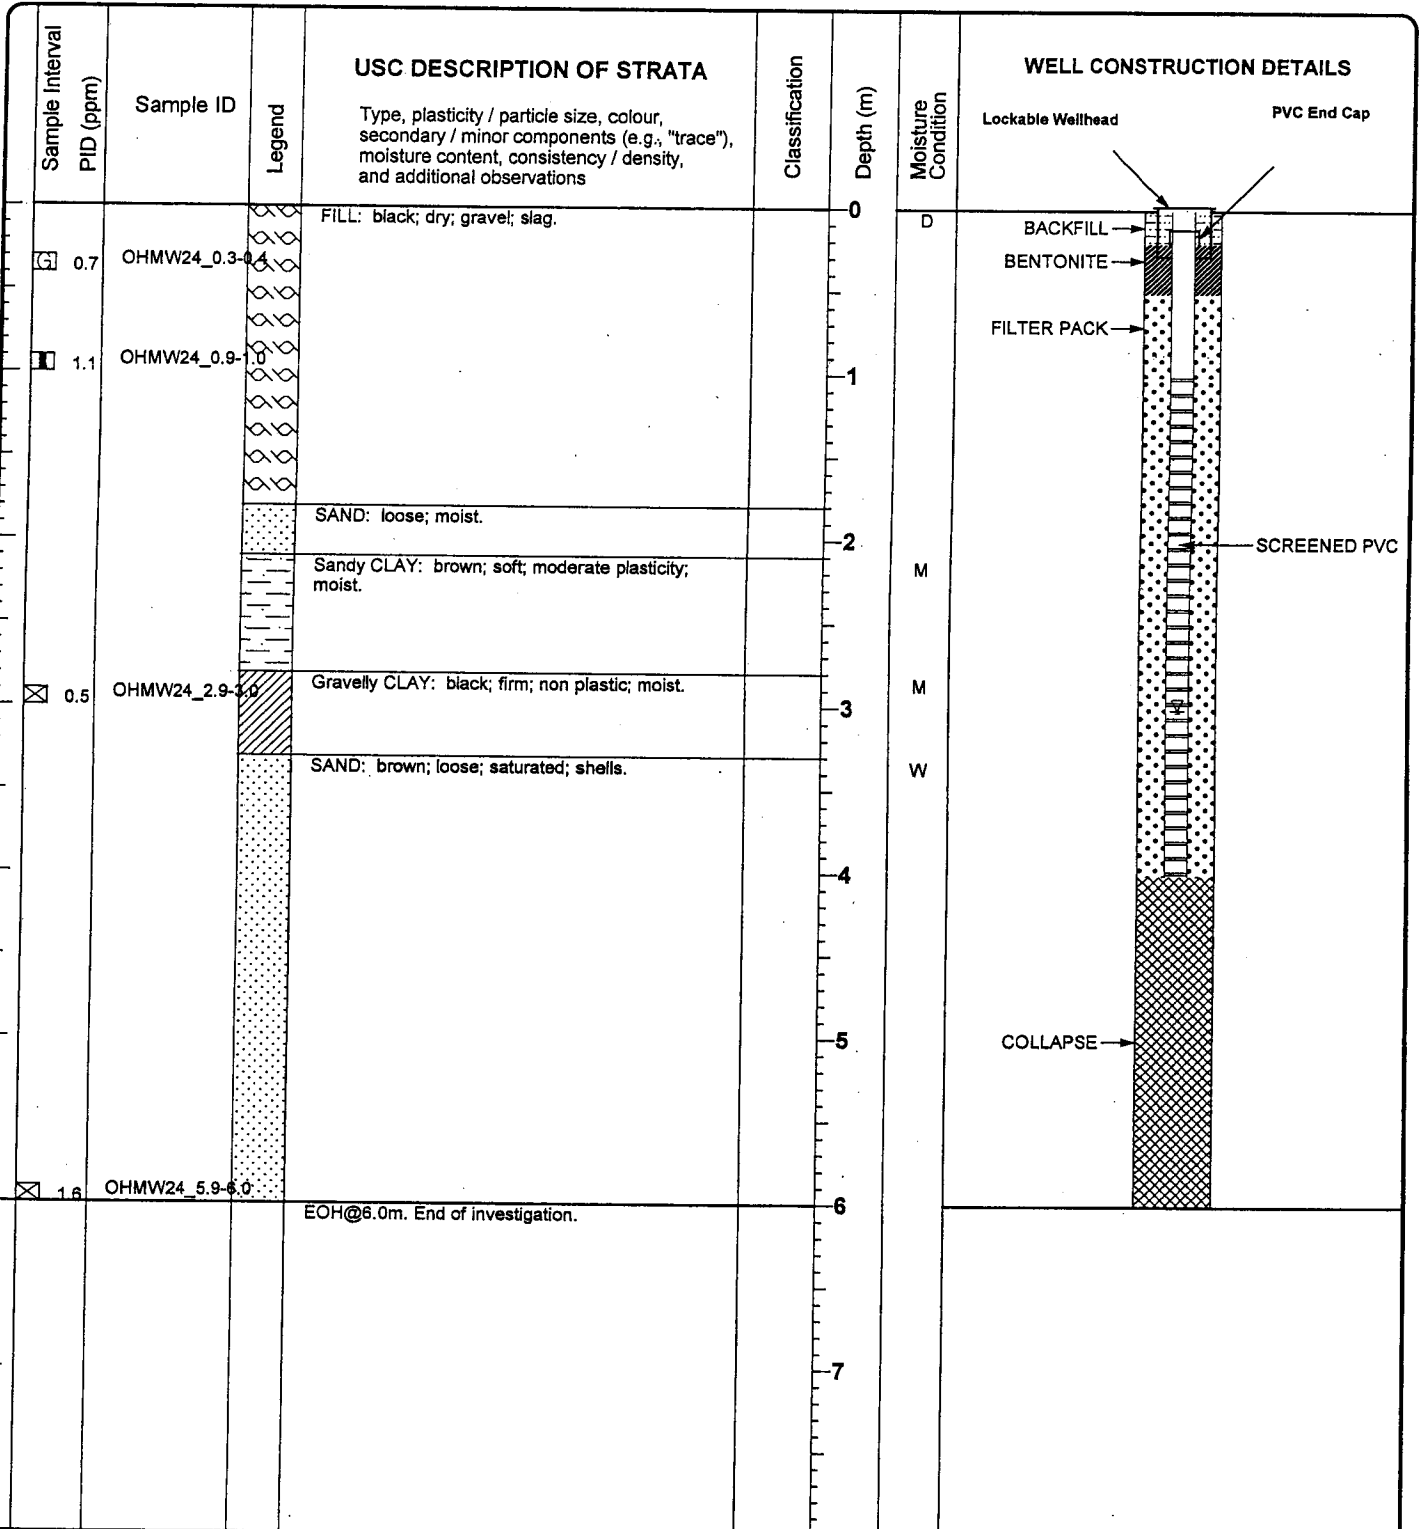 Sample Interval
PID (ppm)
Sample ID
Legend
USC DESCRIPTION OF STRATA
Type, plasticity / particle size, colour,
secondary / minor components (e.g., "trace"),
moisture content, consistency / density,
and additional observations
Classification
Depth (m)
Moisture
Condition
WELL CONSTRUCTION DETAILS
Lockable Wellhead
PVC End Cap
FILL: black; dry; gravel; slag.
0
D
BACKFILL
G
0.7
OHMW24_0.3-0.4
BENTONITE
FILTER PACK
1.1
OHMW24_0.9-1.0
1
SAND: loose; moist.
2
SCREENED PVC
Sandy CLAY: brown; soft; moderate plasticity;
moist.
M
Gravelly CLAY: black; firm; non plastic; moist.
M
0.5
OHMW24_2.9-3.0
3
SAND: brown; loose; saturated; shells.
W
4
5
COLLAPSE
1.6
OHMW24_5.9-6.0
6
EOH@6.0m. End of investigation.
7